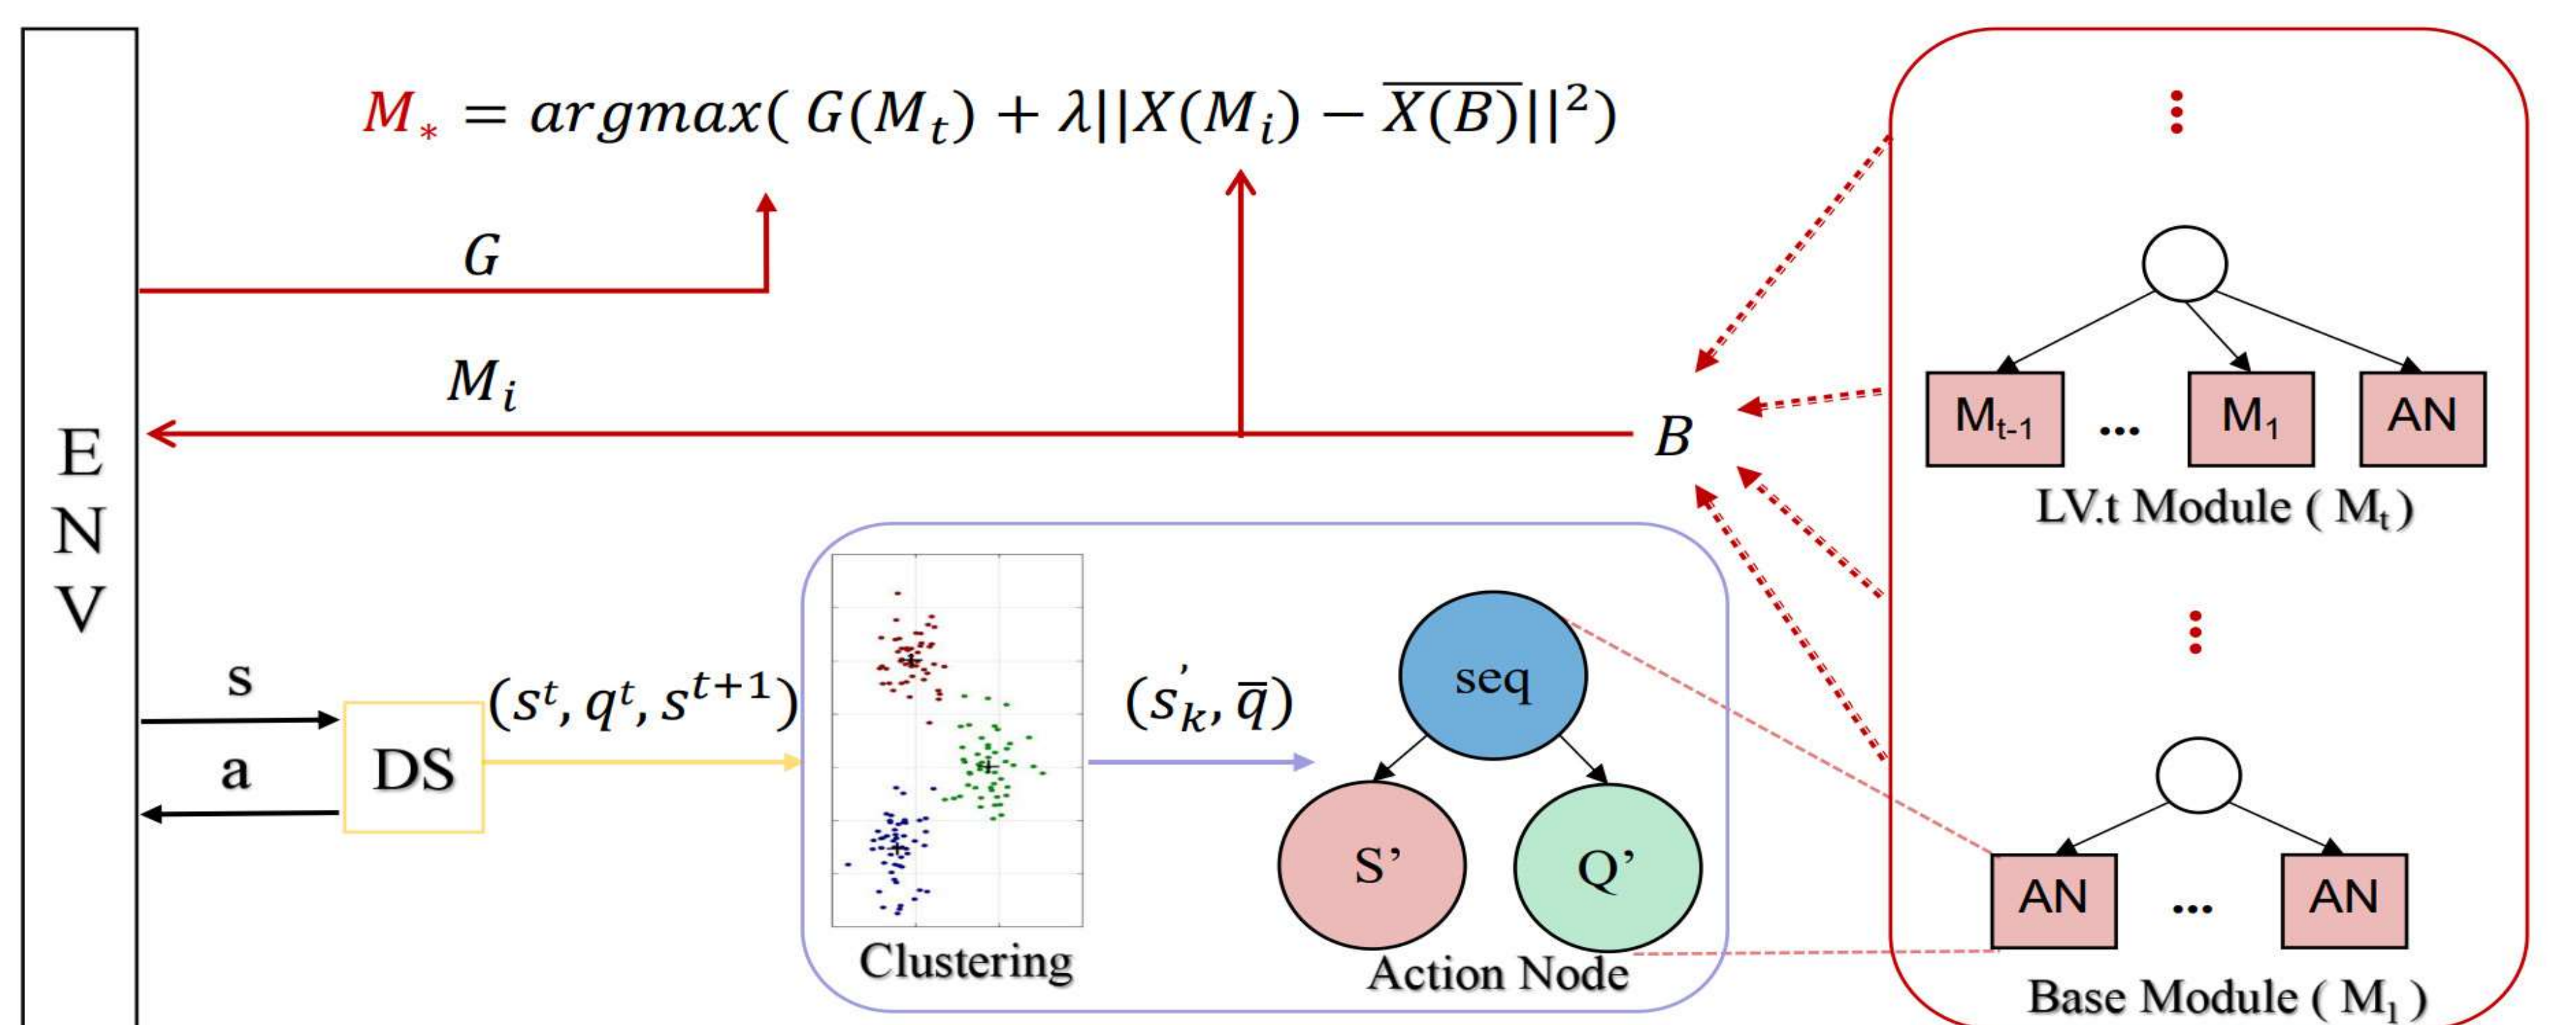 M* = argmax( G(Mₜ) + λ||X(Mᵢ) − X̅(̅B̅)̅||²)
G
Mᵢ
B
E
N
V
s
a
DS
(sᵗ, qᵗ, sᵗ⁺¹)
Clustering
(s'ₖ, q̅)
seq
S’
Q’
Action Node
Mₜ₋₁ ... M₁ AN
LV.t Module ( Mₜ )
AN ... AN
Base Module ( M₁ )